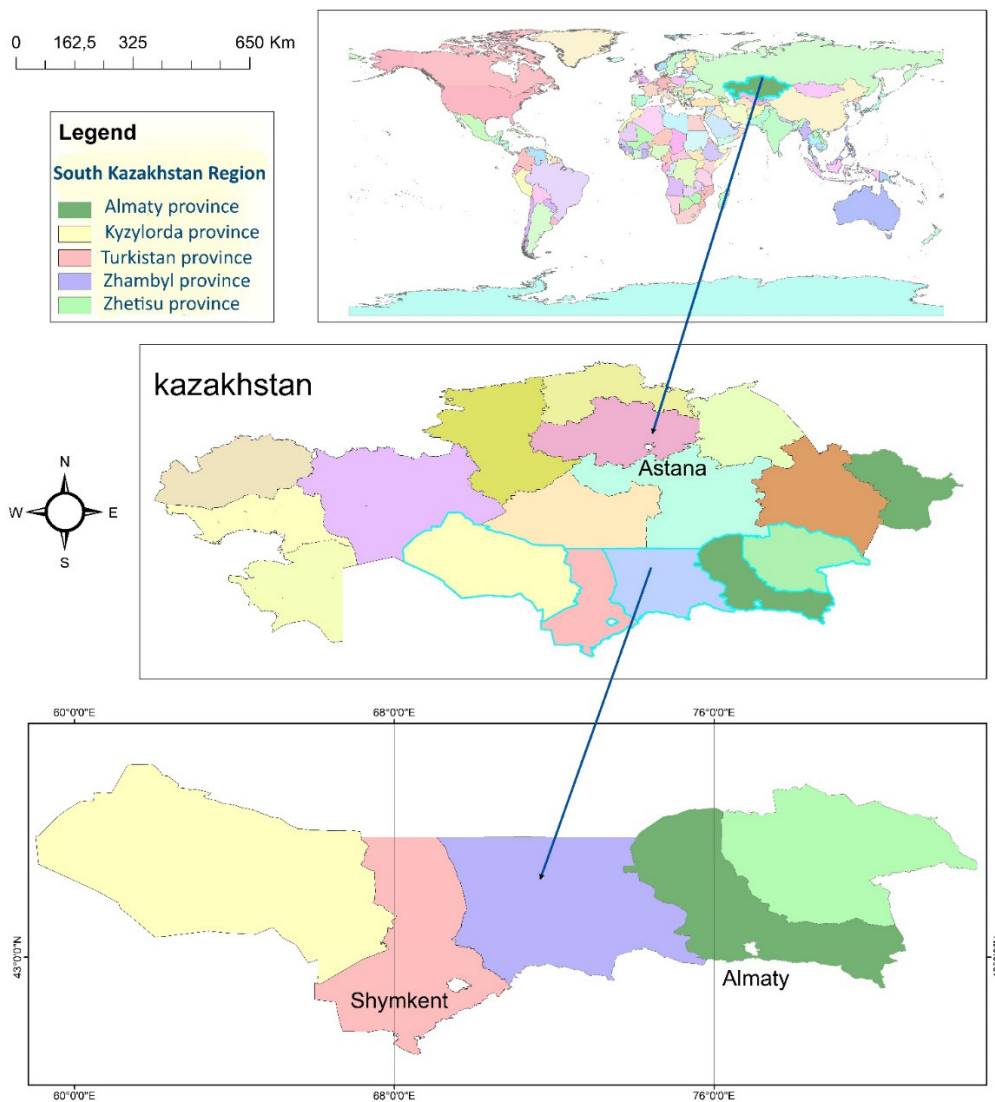 0 162,5 325 650 Km
Legend
South Kazakhstan Region
Almaty province
Kyzylorda province
Turkistan province
Zhambyl province
Zhetisu province
kazakhstan
Astana
N
W E
S
60°0'0"E 68°0'0"E 76°0'0"E
43°0'0"N
Shymkent
Almaty
60°0'0"E 68°0'0"E 76°0'0"E